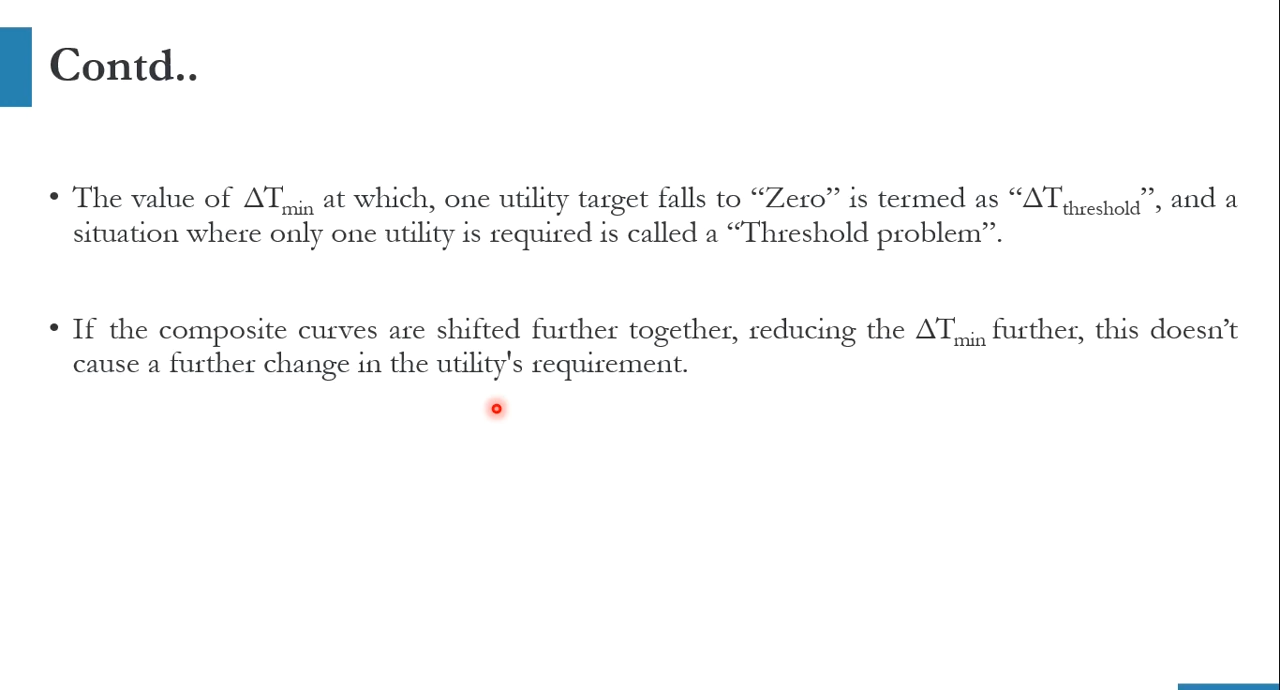 Contd..
• The value of ΔTmin at which, one utility target falls to “Zero” is termed as “ΔTthreshold”, and a
situation where only one utility is required is called a “Threshold problem”.
• If the composite curves are shifted further together, reducing the ΔTmin further, this doesn’t
cause a further change in the utility's requirement.